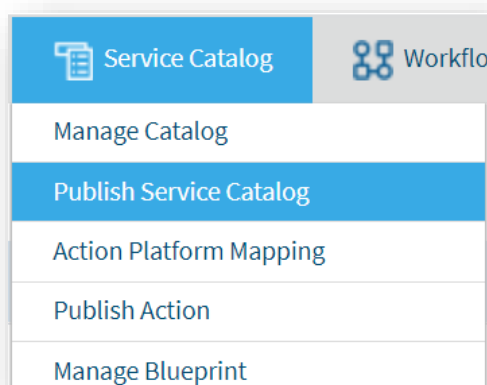 Service Catalog
Manage Catalog
Publish Service Catalog
Action Platform Mapping
Publish Action
Manage Blueprint